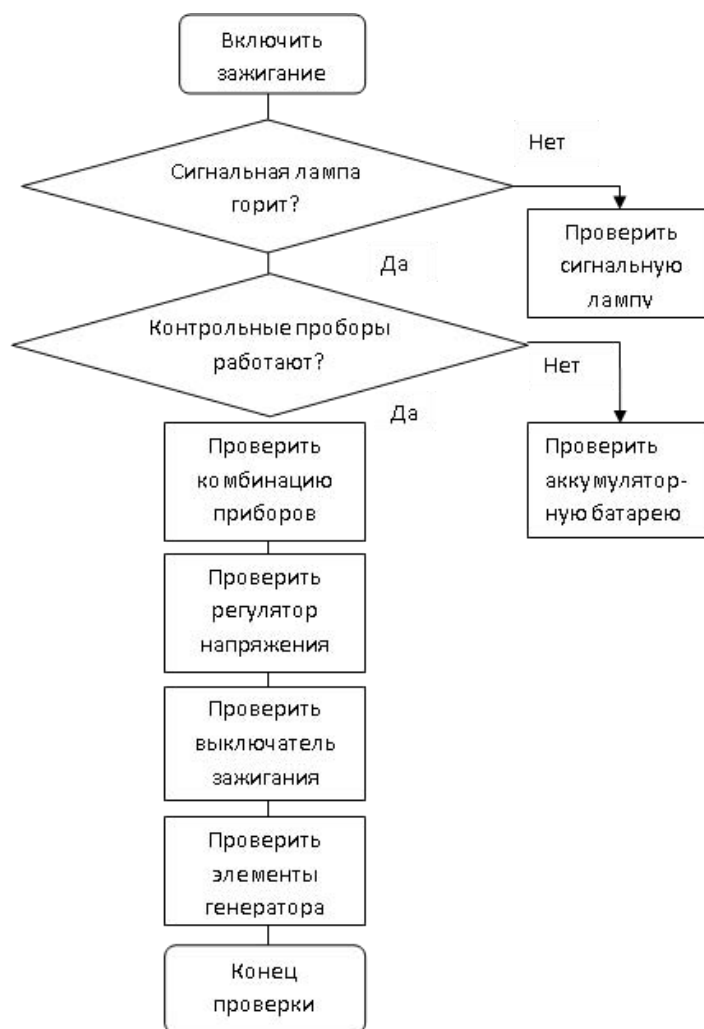 Включить
зажигание
Нет
Сигнальная лампа
горит?
Проверить
сигнальную
лампу
Да
Контрольные проборы
работают?
Нет
Да
Проверить
комбинацию
приборов
Проверить
аккумулятор-
ную батарею
Проверить
регулятор
напряжения
Проверить
выключатель
зажигания
Проверить
элементы
генератора
Конец
проверки